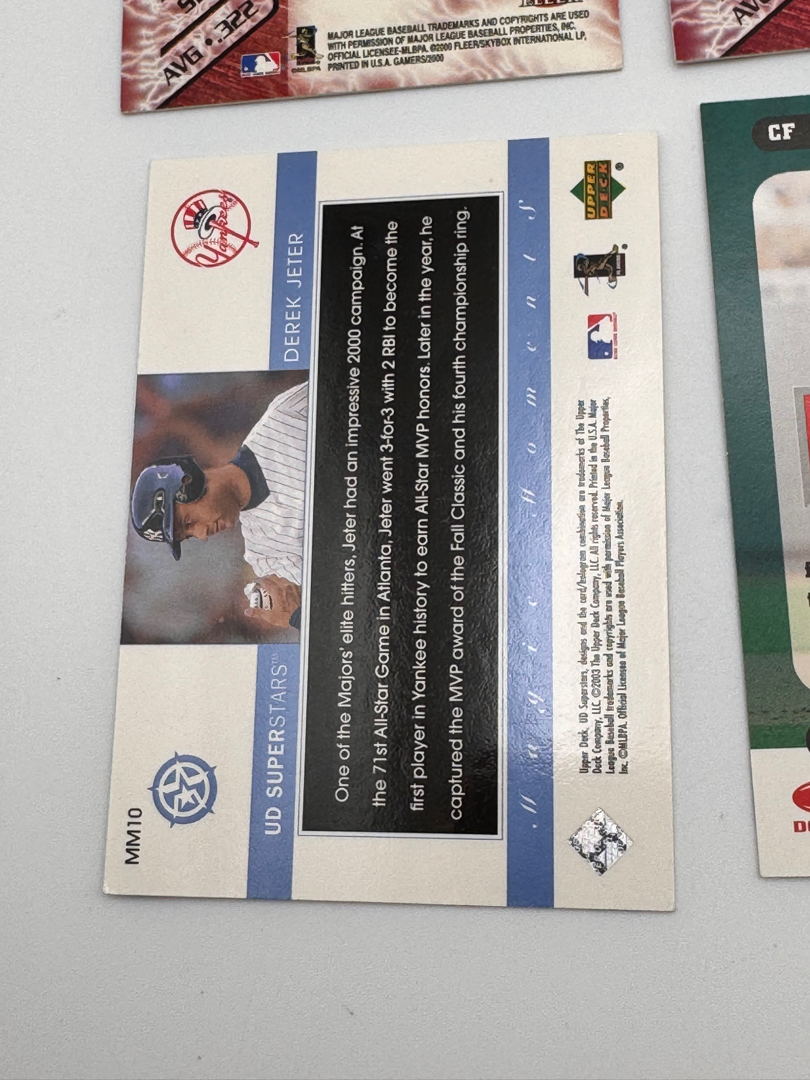 AVG • .322
MAJOR LEAGUE BASEBALL TRADEMARKS AND COPYRIGHTS ARE USED
WITH PERMISSION OF MAJOR LEAGUE BASEBALL PROPERTIES, INC.
OFFICIAL LICENSEE-MLBPA. ©2000 FLEER/SKYBOX INTERNATIONAL LP,
PRINTED IN U.S.A. GAMERS/2000
MM10
Yankees
UD SUPERSTARS™
DEREK JETER
One of the Majors' elite hitters, Jeter had an impressive 2000 campaign. At
the 71st All-Star Game in Atlanta, Jeter went 3-for-3 with 2 RBI to become the
first player in Yankee history to earn All-Star MVP honors. Later in the year, he
captured the MVP award of the Fall Classic and his fourth championship ring.
Magic Moments
Upper Deck, UD Superstars, designs and the card/hologram combination are trademarks of The Upper
Deck Company, LLC. ©2003 The Upper Deck Company, LLC. All rights reserved. Printed in the U.S.A. Major
League Baseball trademarks and copyrights are used with permission of Major League Baseball Properties,
Inc. ©MLBPA. Official Licensee of Major League Baseball Players Association.
UPPER
DECK
CF